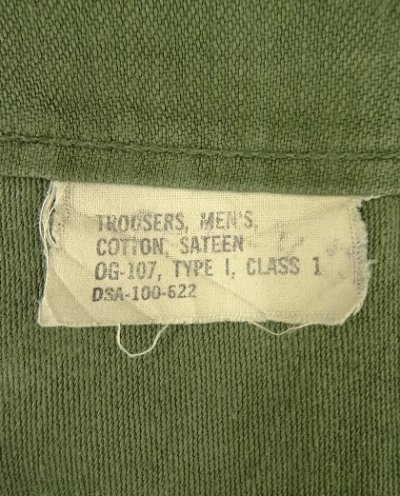 TROUSERS, MEN'S,
COTTON, SATEEN
OG-107, TYPE I, CLASS 1
DSA-100-622